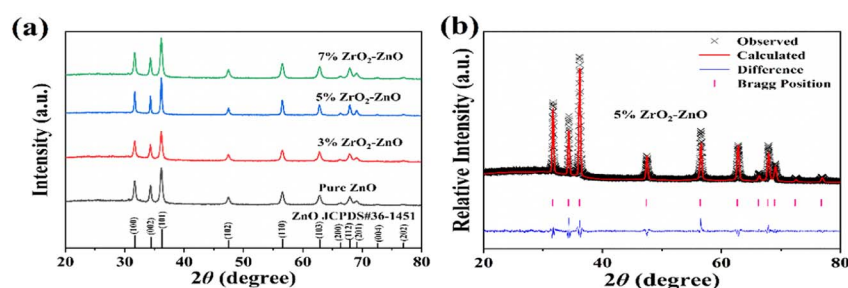 (a)
Intensity (a.u.)
7% ZrO₂–ZnO
5% ZrO₂–ZnO
3% ZrO₂–ZnO
Pure ZnO
ZnO JCPDS#36-1451
(100)
(002)
(101)
(102)
(110)
(103)
(200)
(112)
(201)
(004)
(202)
20 30 40 50 60 70 80
2θ (degree)
(b)
Relative Intensity (a.u.)
Observed
Calculated
Difference
Bragg Position
5% ZrO₂–ZnO
20 40 60 80
2θ (degree)